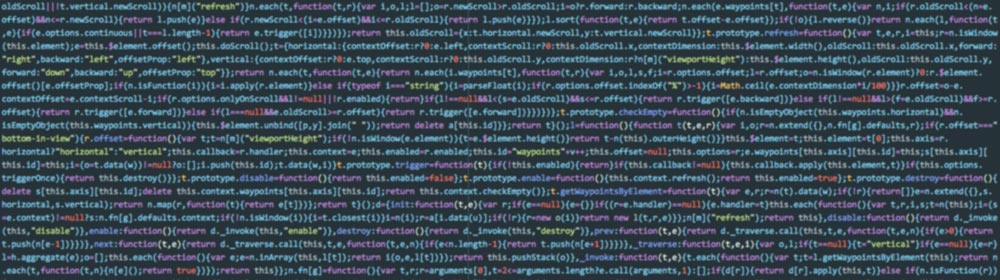 oldScroll||!t.vertical.newScroll)){n[m]("refresh")}n.each(t,function(t,r){var i,o,l;l=[];o=r.newScroll>r.oldScroll;i=o?r.forward:r.backward;n.each(e.waypoints[t],function(t,e){var n,i;if(r.oldScroll<(n=e.
offset)&&n<=r.newScroll){return l.push(e)}else if(r.newScroll<(i=e.offset)&&i<=r.oldScroll){return l.push(e)}});l.sort(function(t,e){return t.offset-e.offset});if(!o){l.reverse()}return n.each(l,function(t
,e){if(e.options.continuous||t===l.length-1){return e.trigger([i])}})})};return this.oldScroll={x:t.horizontal.newScroll,y:t.vertical.newScroll}};t.prototype.refresh=function(){var t,e,r,i=this;r=n.isWindow
(this.element);e=this.$element.offset();this.doScroll();t={horizontal:{contextOffset:r?0:e.left,contextScroll:r?0:this.oldScroll.x,contextDimension:this.$element.width(),oldScroll:this.oldScroll.x,forward:
"right",backward:"left",offsetProp:"left"},vertical:{contextOffset:r?0:e.top,contextScroll:r?0:this.oldScroll.y,contextDimension:r?n[m]("viewportHeight"):this.$element.height(),oldScroll:this.oldScroll.y,
forward:"down",backward:"up",offsetProp:"top"}};return n.each(t,function(t,e){return n.each(i.waypoints[t],function(t,r){var i,o,l,s,f;i=r.options.offset;l=r.offset;o=n.isWindow(r.element)?0:r.$element.
offset()[e.offsetProp];if(n.isFunction(i)){i=i.apply(r.element)}else if(typeof i==="string"){i=parseFloat(i);if(r.options.offset.indexOf("%")>-1){i=Math.ceil(e.contextDimension*i/100)}}r.offset=o-e.
contextOffset+e.contextScroll-i;if(r.options.onlyOnScroll&&l!=null||!r.enabled){return}if(l!==null&&l<(s=e.oldScroll)&&s<=r.offset){return r.trigger([e.backward])}else if(l!==null&&l>(f=e.oldScroll)&&f>=r.
offset){return r.trigger([e.forward])}else if(l===null&&e.oldScroll>=r.offset){return r.trigger([e.forward])}})})};t.prototype.checkEmpty=function(){if(n.isEmptyObject(this.waypoints.horizontal)&&n.
isEmptyObject(this.waypoints.vertical)){this.$element.unbind([p,y].join(" "));return delete a[this.id]}};return t}();l=function(){function t(t,e,r){var i,o;r=n.extend({},n.fn[g].defaults,r);if(r.offset==="
bottom-in-view"){r.offset=function(){var t;t=n[m]("viewportHeight");if(!n.isWindow(e.element)){t=e.$element.height()}return t-n(this).outerHeight()}}this.$element=t;this.element=t[0];this.axis=r.
horizontal?"horizontal":"vertical";this.callback=r.handler;this.context=e;this.enabled=r.enabled;this.id="waypoints"+v++;this.offset=null;this.options=r;e.waypoints[this.axis][this.id]=this;s[this.axis][
this.id]=this;i=(o=t.data(w))!=null?o:[];i.push(this.id);t.data(w,i)}t.prototype.trigger=function(t){if(!this.enabled){return}if(this.callback!=null){this.callback.apply(this.element,t)}if(this.options.
triggerOnce){return this.destroy()}};t.prototype.disable=function(){return this.enabled=false};t.prototype.enable=function(){this.context.refresh();return this.enabled=true};t.prototype.destroy=function(){
delete s[this.axis][this.id];delete this.context.waypoints[this.axis][this.id];return this.context.checkEmpty()};t.getWaypointsByElement=function(t){var e,r;r=n(t).data(w);if(!r){return[]}e=n.extend({},s.
horizontal,s.vertical);return n.map(r,function(t){return e[t]})};return t}();d={init:function(t,e){var r;if(e==null){e={}}if((r=e.handler)==null){e.handler=t}this.each(function(){var t,r,i,s;t=n(this);i=(s
=e.context)!=null?s:n.fn[g].defaults.context;if(!n.isWindow(i)){i=t.closest(i)}i=n(i);r=a[i.data(u)];if(!r){r=new o(i)}return new l(t,r,e)});n[m]("refresh");return this},disable:function(){return d._invoke
(this,"disable")},enable:function(){return d._invoke(this,"enable")},destroy:function(){return d._invoke(this,"destroy")},prev:function(t,e){return d._traverse.call(this,t,e,function(t,e,n){if(e>0){return
t.push(n[e-1])}})},next:function(t,e){return d._traverse.call(this,t,e,function(t,e,n){if(e<n.length-1){return t.push(n[e+1])}})},_traverse:function(t,e,i){var o,l;if(t==null){t="vertical"}if(e==null){e=r}
l=h.aggregate(e);o=[];this.each(function(){var e;e=n.inArray(this,l[t]);return i(o,e,l[t])});return this.pushStack(o)},_invoke:function(t,e){t.each(function(){var t;t=l.getWaypointsByElement(this);return n
.each(t,function(t,n){n[e]();return true})});return this}};n.fn[g]=function(){var t,r;r=arguments[0],t=2<=arguments.length?e.call(arguments,1):[];if(d[r]){return d[r].apply(this,t)}else if(n.isFunction(